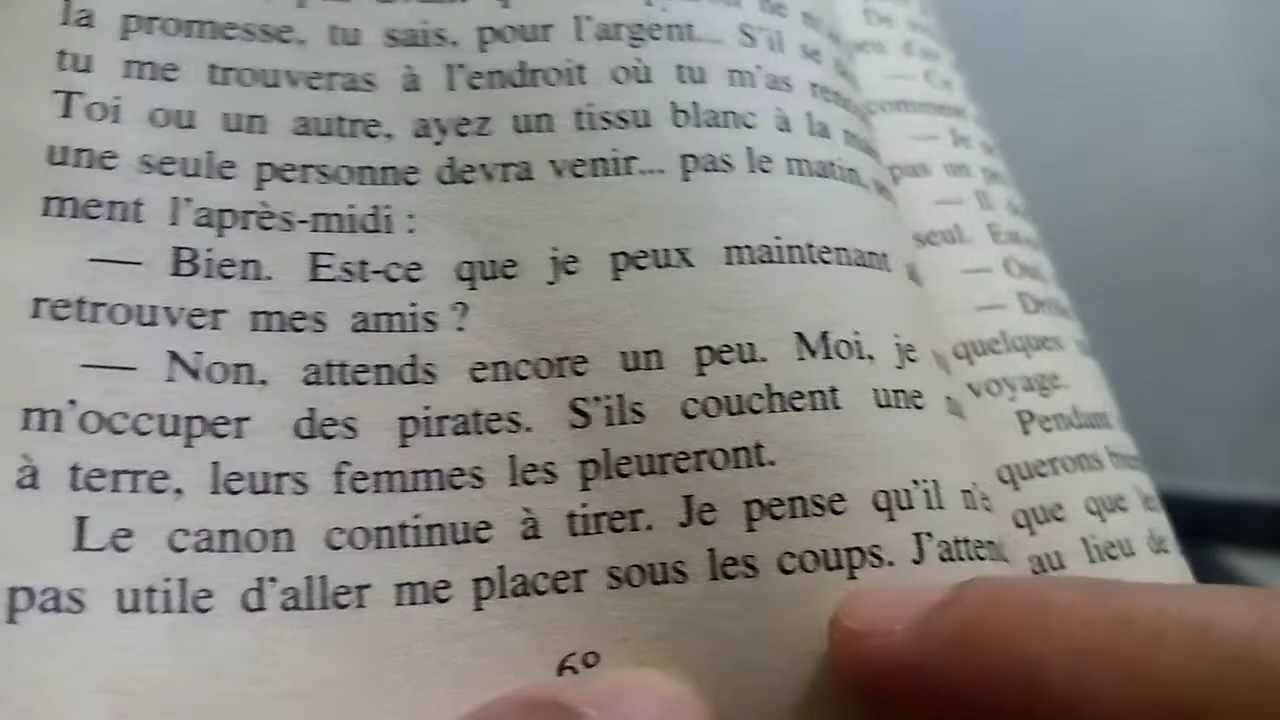 la promesse, tu sais, pour l'argent... S'il se
tu me trouveras à l'endroit où tu m'as
Toi ou un autre, ayez un tissu blanc à la
une seule personne devra venir... pas le matin,
ment l'après-midi :
— Bien. Est-ce que je peux maintenant
retrouver mes amis ?
— Non, attends encore un peu. Moi, je
m'occuper des pirates. S'ils couchent une
à terre, leurs femmes les pleureront.
Le canon continue à tirer. Je pense qu'il
pas utile d'aller me placer sous les coups.
60
pas un
— Il
seul.
quelques
voyage.
Pendant
querons
que que
au lieu de